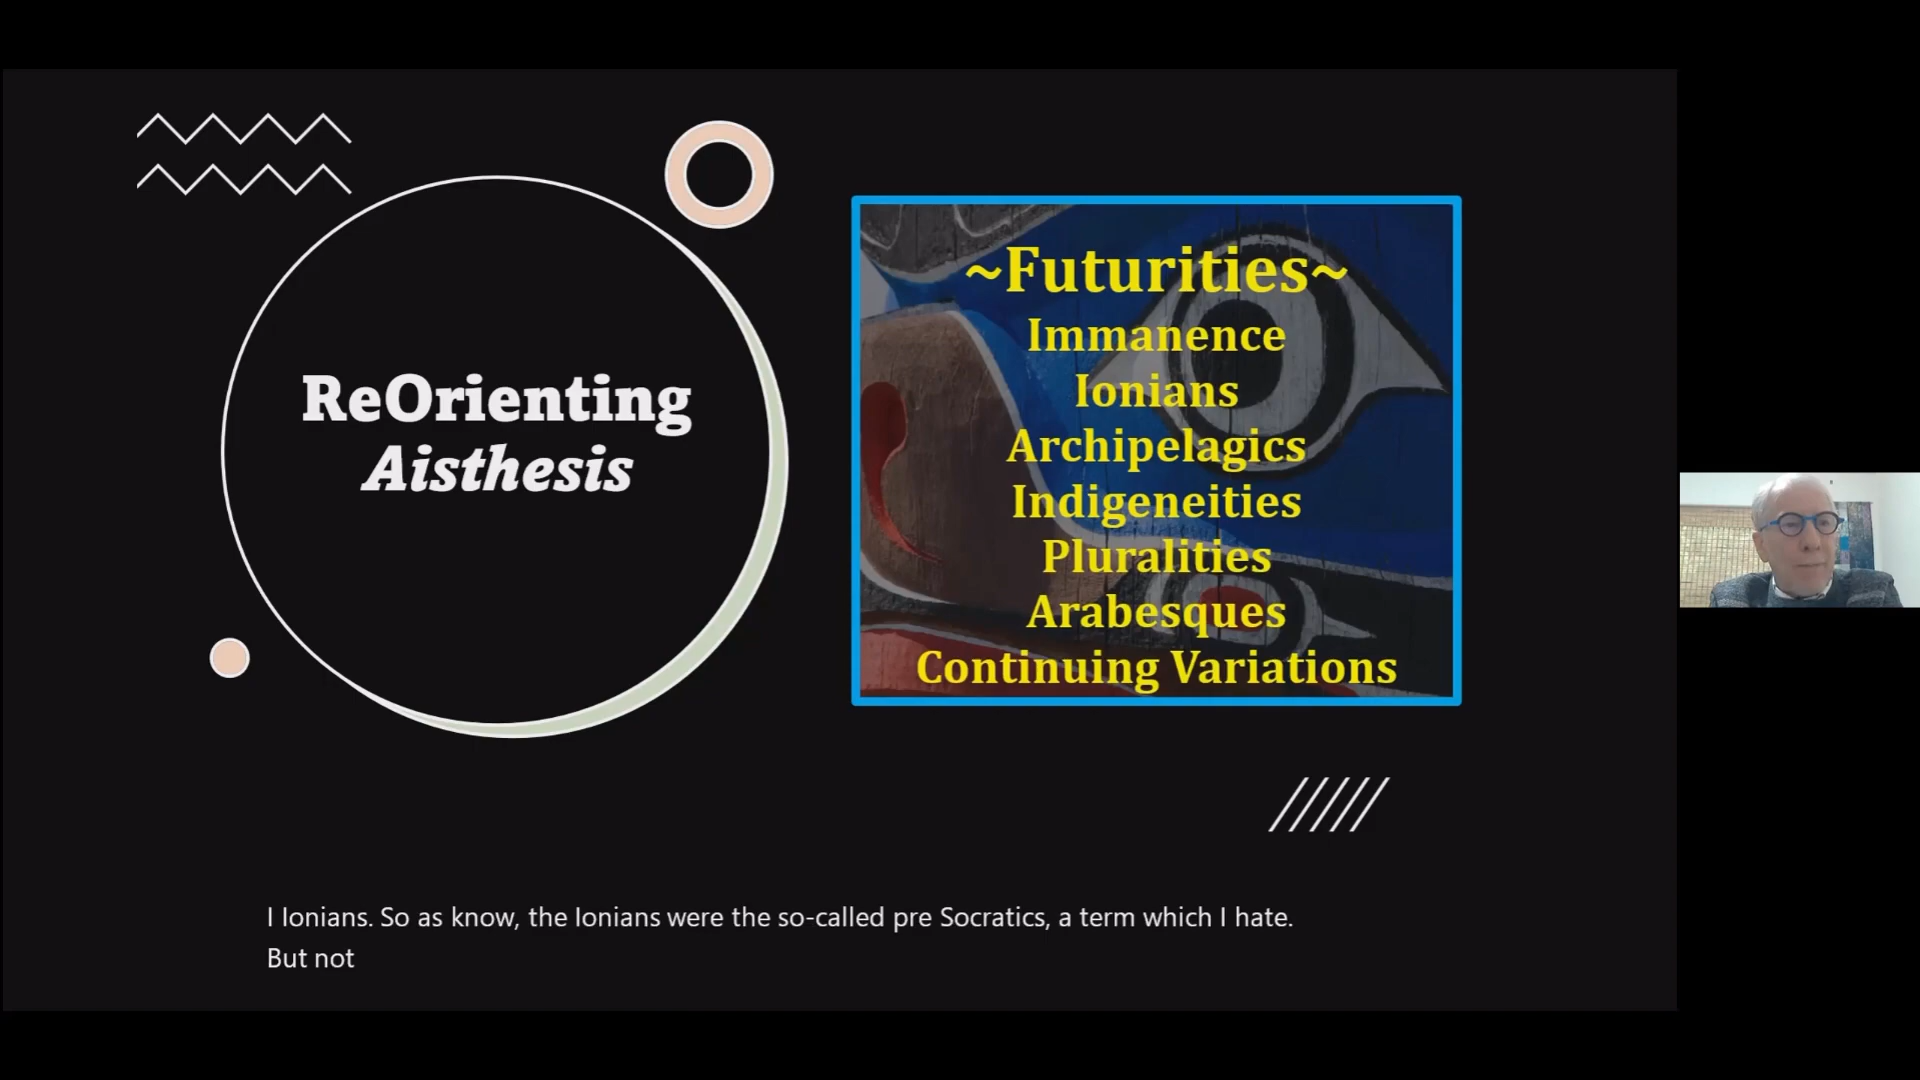 ReOrienting
Aisthesis
~Futurities~
Immanence
Ionians
Archipelagics
Indigeneities
Pluralities
Arabesques
Continuing Variations
I Ionians. So as know, the Ionians were the so-called pre Socratics, a term which I hate.
But not